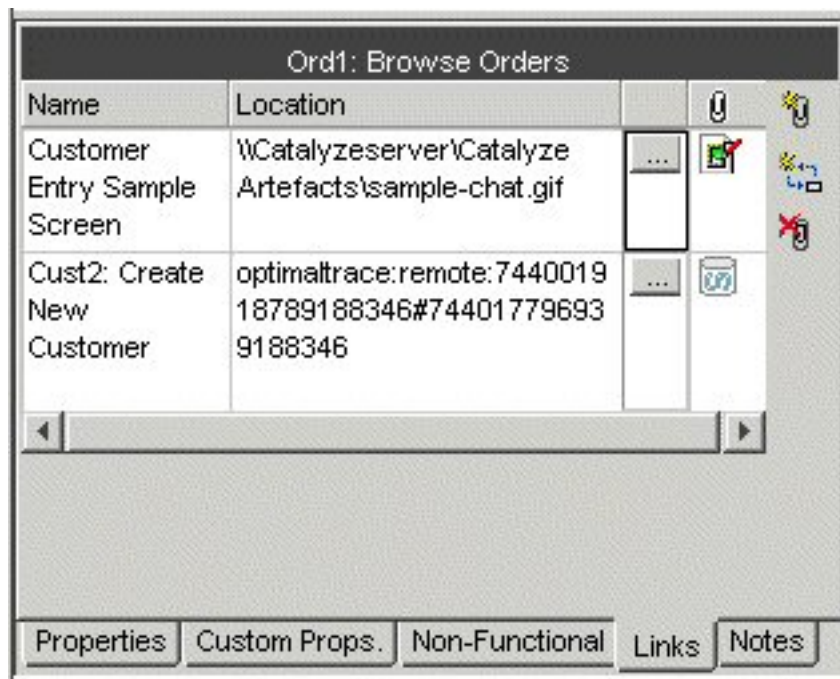 Ord1: Browse Orders
Name Location
Customer \\Catalyzeserver\Catalyze ...
Entry Sample Artefacts\sample-chat.gif
Screen
Cust2: Create optimaltrace:remote:7440019 ...
New 18789188346#74401779693
Customer 9188346
Properties Custom Props. Non-Functional Links Notes